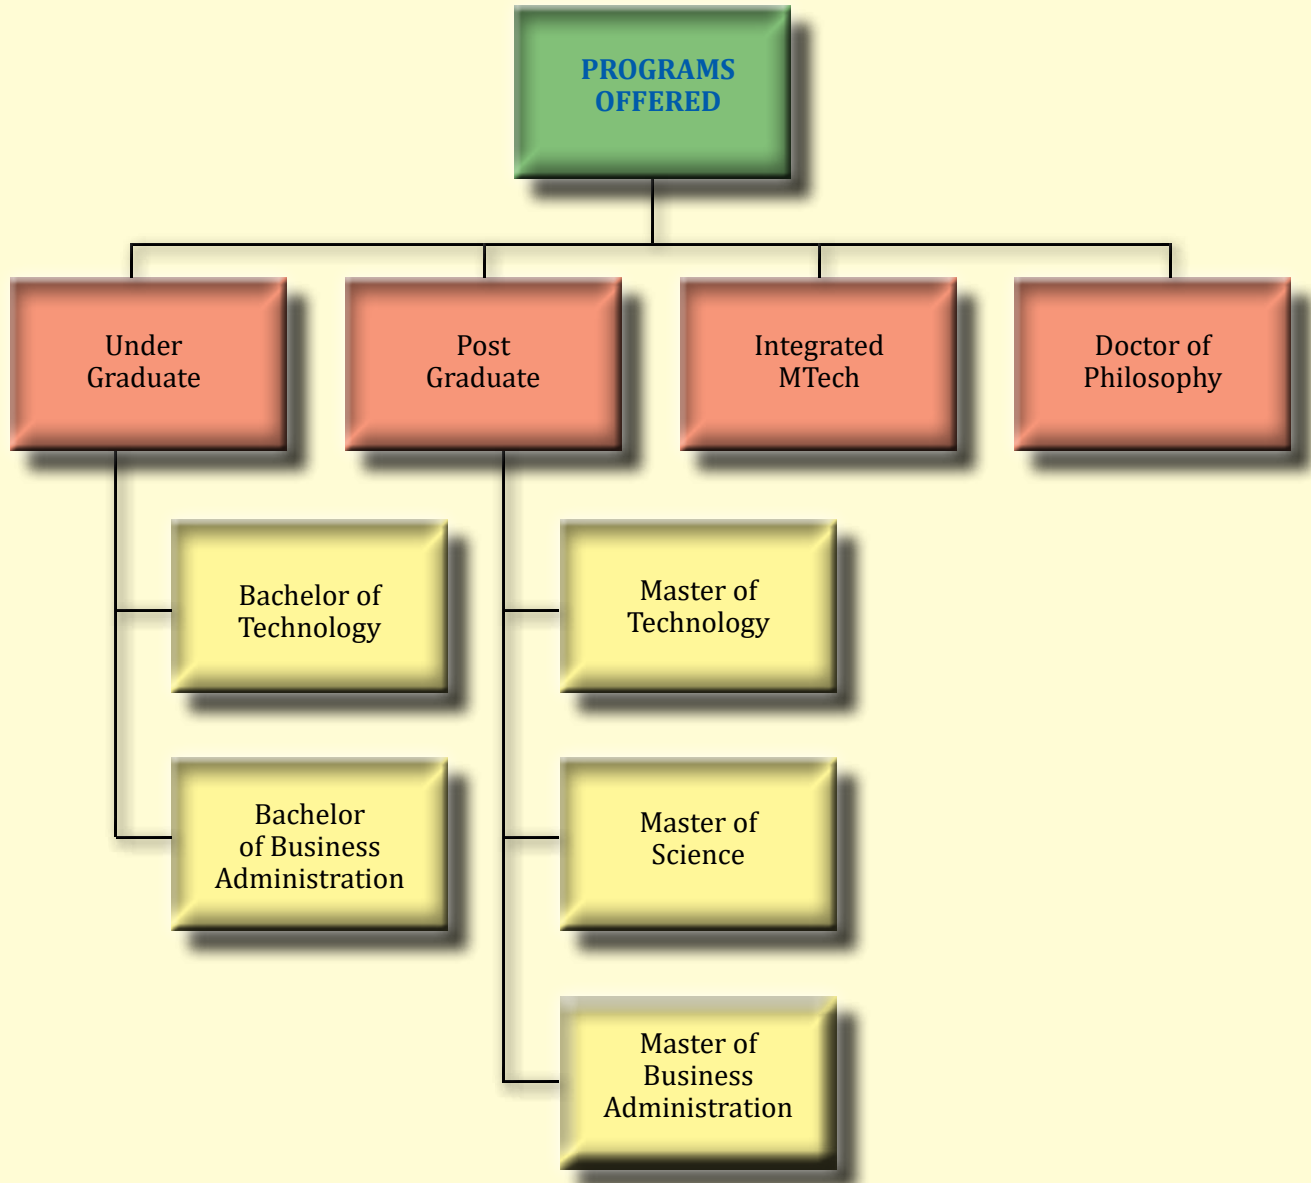 PROGRAMS
OFFERED
Under
Graduate
Post
Graduate
Integrated
MTech
Doctor of
Philosophy
Bachelor of
Technology
Master of
Technology
Bachelor
of Business
Administration
Master of
Science
Master of
Business
Administration